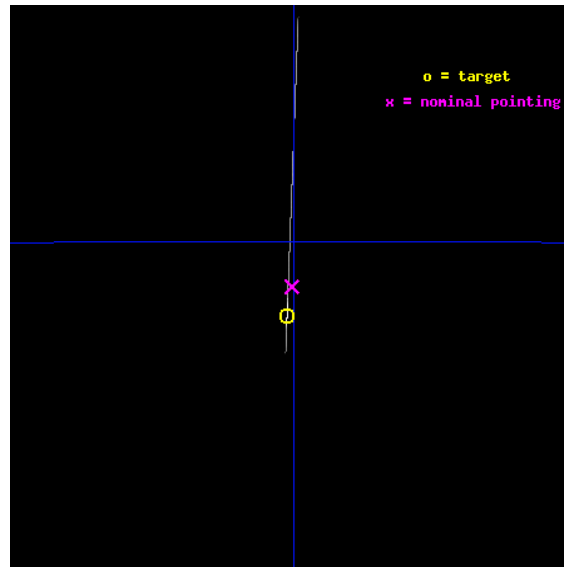 o = target
x = nominal pointing